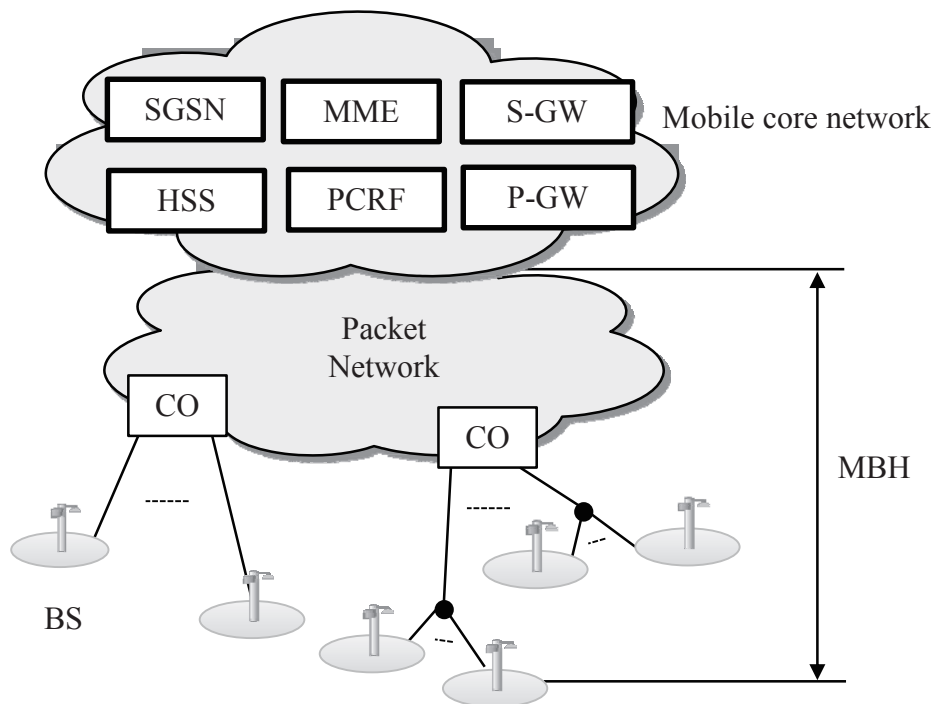 SGSN
MME
S-GW
Mobile core network
HSS
PCRF
P-GW
Packet
Network
CO
CO
MBH
BS